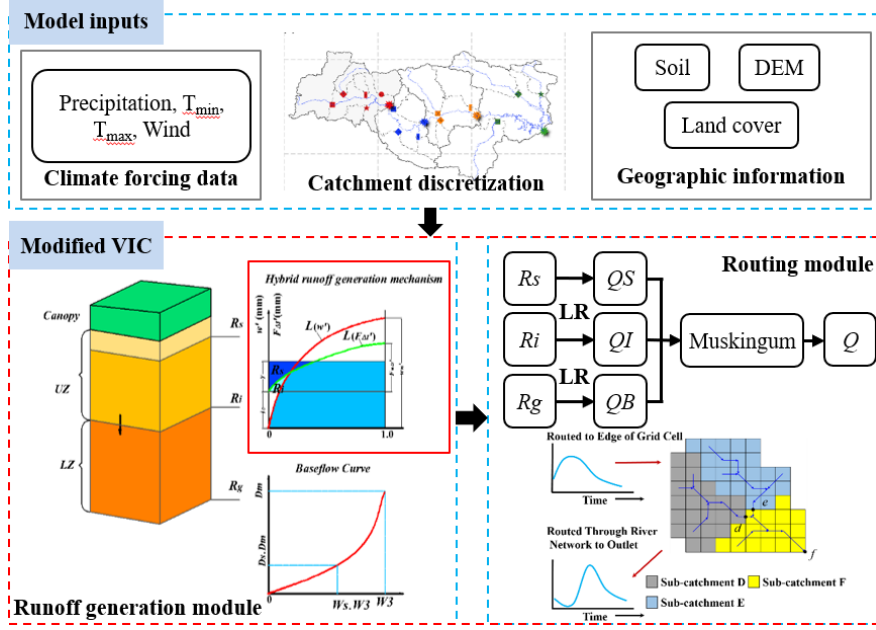 Model inputs
Precipitation, Tmin,
Tmax, Wind
Climate forcing data
Catchment discretization
Soil
DEM
Land cover
Geographic information
Modified VIC
Canopy
UZ
LZ
Rs
Ri
Rg
Hybrid runoff generation mechanism
w' (mm)
F∆t' (mm)
L(w')
L(F∆t')
Rs
Ri
0
1.0
Baseflow Curve
Dm
Ds.Dm
0
Ws.W3
W3
Runoff generation module
Routing module
Rs
QS
LR
Ri
QI
LR
Rg
QB
Muskingum
Q
Routed to Edge of Grid Cell
Time
Routed Through River
Network to Outlet
Time
d
e
f
Sub-catchment D
Sub-catchment F
Sub-catchment E